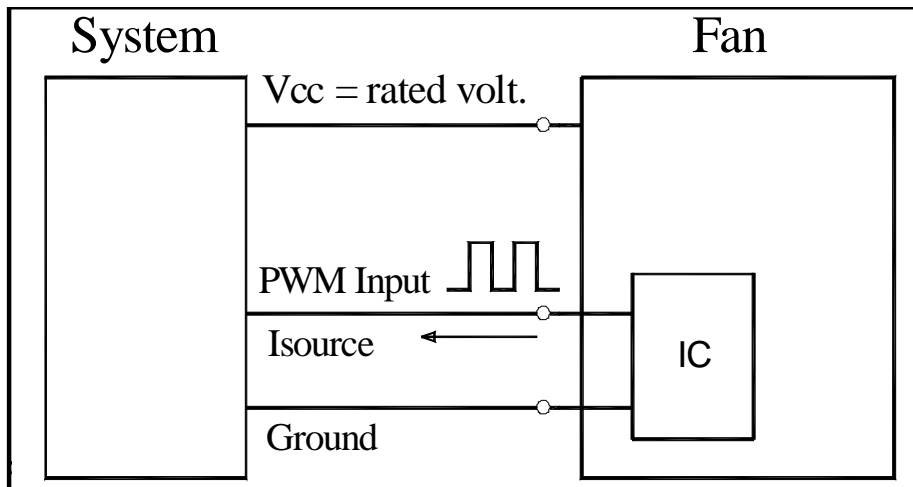 System
Fan
Vcc = rated volt.
PWM Input
Isource
IC
Ground